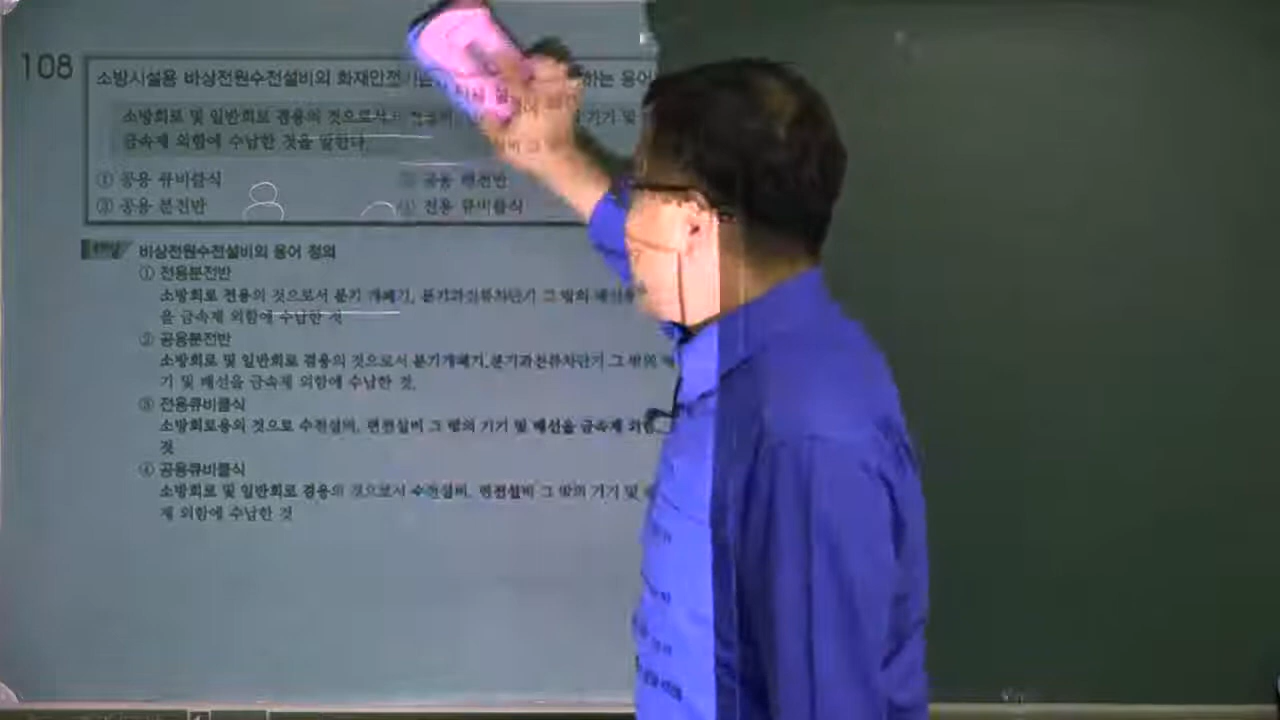 108
소방시설용 비상전원수전설비의 화재안전 하는 용어
소방회로 및 일반회로 겸용의 것으로서 기기 및
금속제 외함에 수납한 것을 말한다.
① 공용 큐비클식 ② 공용 배전반
③ 공용 분전반 ④ 전용 큐비클식
해설 비상전원수전설비의 용어 정의
① 전용분전반
소방회로 전용의 것으로서 분기 개폐기, 분기과전류차단기 그 밖의 배선용
을 금속제 외함에 수납한 것
② 공용분전반
소방회로 및 일반회로 겸용의 것으로서 분기개폐기, 분기과전류차단기 그 밖의
기 및 배선을 금속제 외함에 수납한 것.
③ 전용큐비클식
소방회로용의 것으로 수전설비, 변전설비 그 밖의 기기 및 배선을 금속제 외함
것
④ 공용큐비클식
소방회로 및 일반회로 겸용의 것으로서 수전설비, 변전설비 그 밖의 기기 및
제 외함에 수납한 것